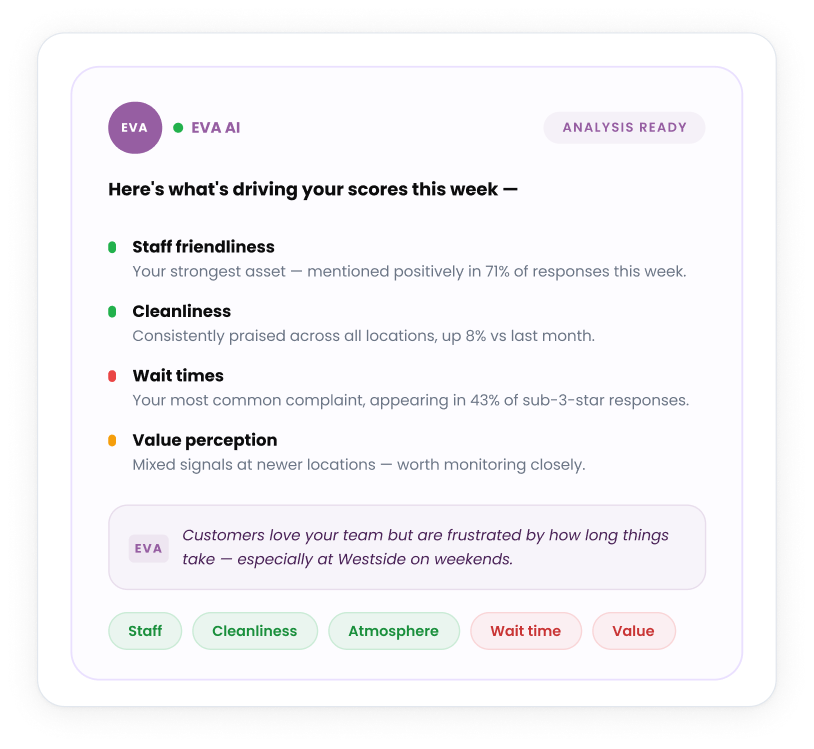 EVA
EVA AI
ANALYSIS READY
Here's what's driving your scores this week —
Staff friendliness
Your strongest asset — mentioned positively in 71% of responses this week.
Cleanliness
Consistently praised across all locations, up 8% vs last month.
Wait times
Your most common complaint, appearing in 43% of sub-3-star responses.
Value perception
Mixed signals at newer locations — worth monitoring closely.
EVA
Customers love your team but are frustrated by how long things
take — especially at Westside on weekends.
Staff
Cleanliness
Atmosphere
Wait time
Value